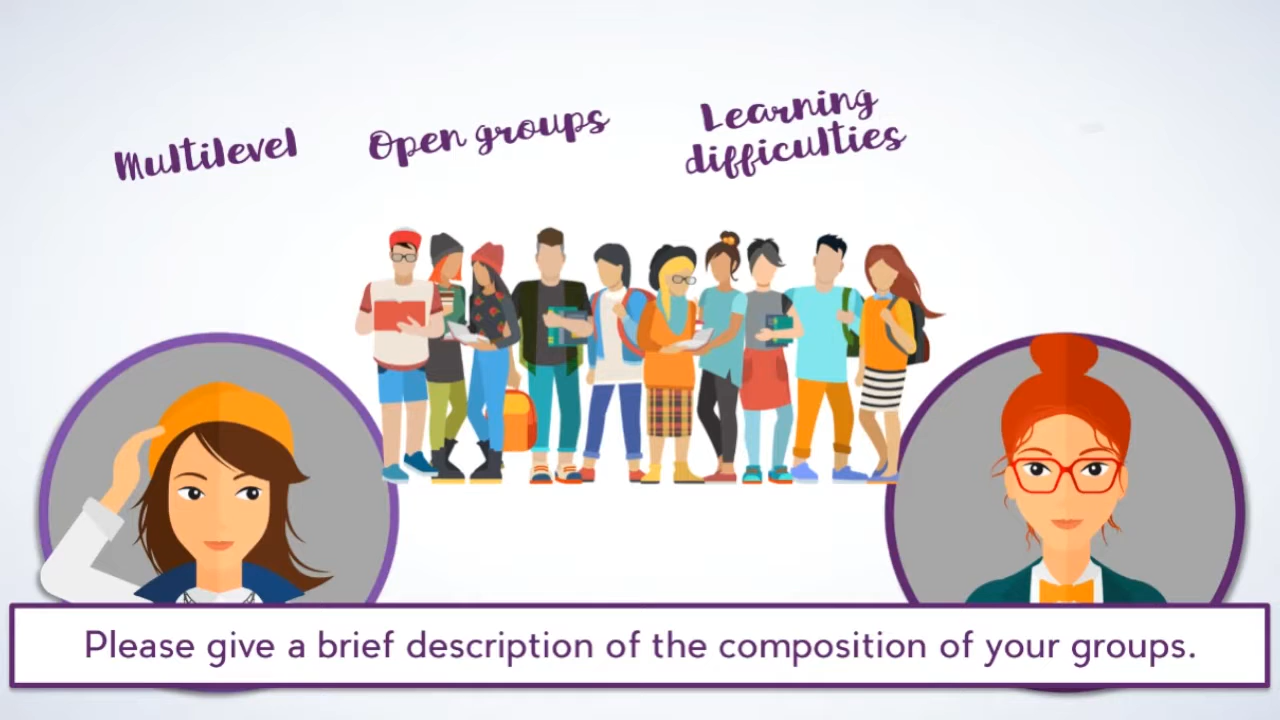 Multilevel
Open groups
Learning
difficulties
Please give a brief description of the composition of your groups.